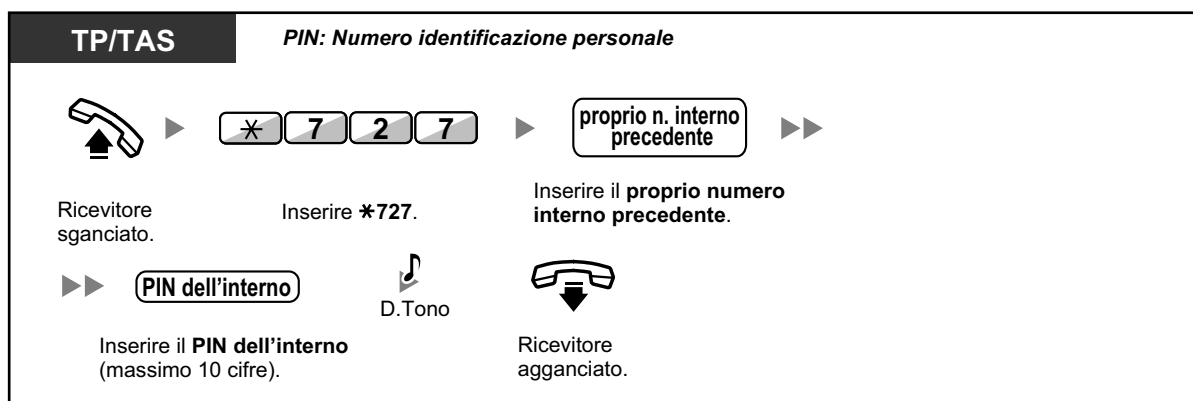 TP/TAS
PIN: Numero identificazione personale
✳ 7 2 7
proprio n. interno
precedente
Ricevitore
sganciato.
Inserire ✳727.
Inserire il proprio numero
interno precedente.
PIN dell'interno
D.Tono
Inserire il PIN dell'interno
(massimo 10 cifre).
Ricevitore
agganciato.